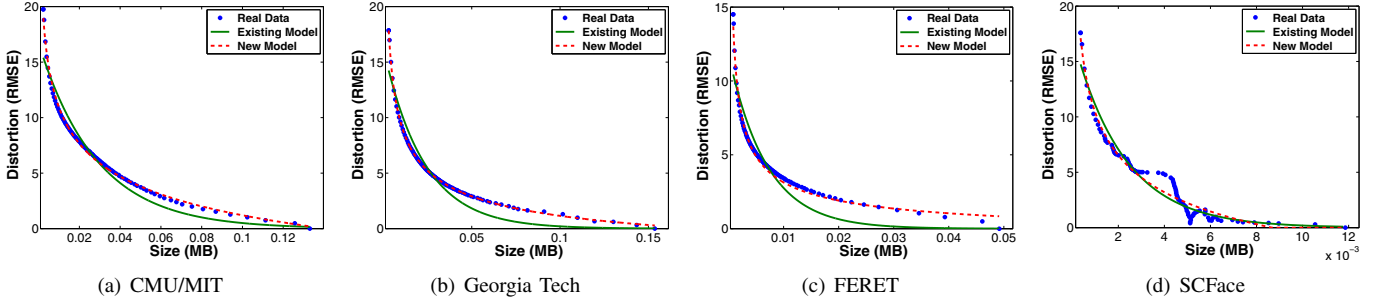 20
15
10
5
0
Distortion (RMSE)
0.02 0.04 0.06 0.08 0.1 0.12
Size (MB)
Real Data
Existing Model
New Model
(a) CMU/MIT
20
15
10
5
0
Distortion (RMSE)
0.05 0.1 0.15
Size (MB)
Real Data
Existing Model
New Model
(b) Georgia Tech
15
10
5
0
Distortion (RMSE)
0.01 0.02 0.03 0.04 0.05
Size (MB)
Real Data
Existing Model
New Model
(c) FERET
20
15
10
5
0
Distortion (RMSE)
2 4 6 8 10 12
x 10⁻³
Size (MB)
Real Data
Existing Model
New Model
(d) SCFace